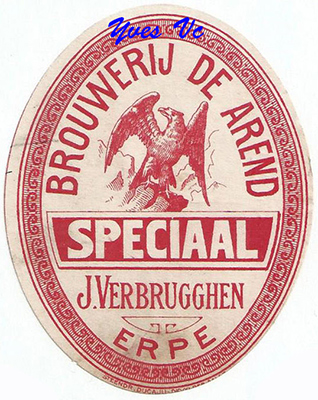 Yves Vc
BROUWERIJ DE AREND
SPECIAAL
J. VERBRUGGHEN
ERPE